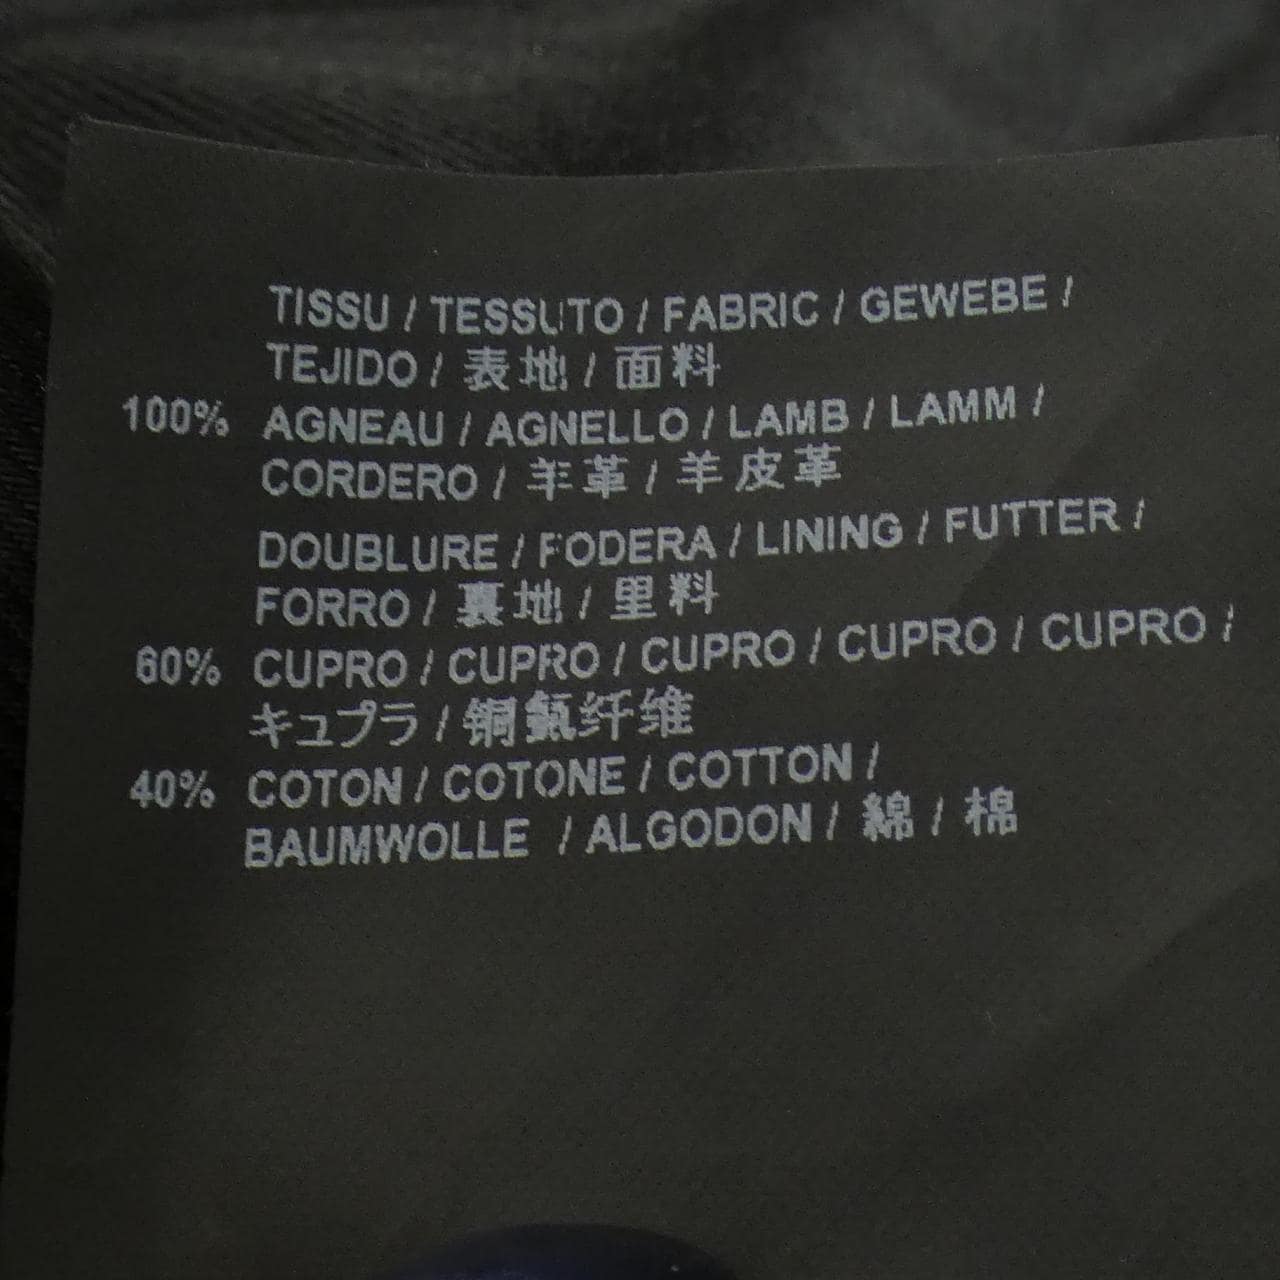 TISSU / TESSUTO / FABRIC / GEWEBE /
TEJIDO / 表地 / 面料
100% AGNEAU / AGNELLO / LAMB / LAMM /
CORDERO / 羊革 / 羊皮革
DOUBLURE / FODERA / LINING / FUTTER /
FORRO / 裏地 / 里料
60% CUPRO / CUPRO / CUPRO / CUPRO / CUPRO /
キュプラ / 铜氨纤维
40% COTON / COTONE / COTTON /
BAUMWOLLE / ALGODON / 綿 / 棉